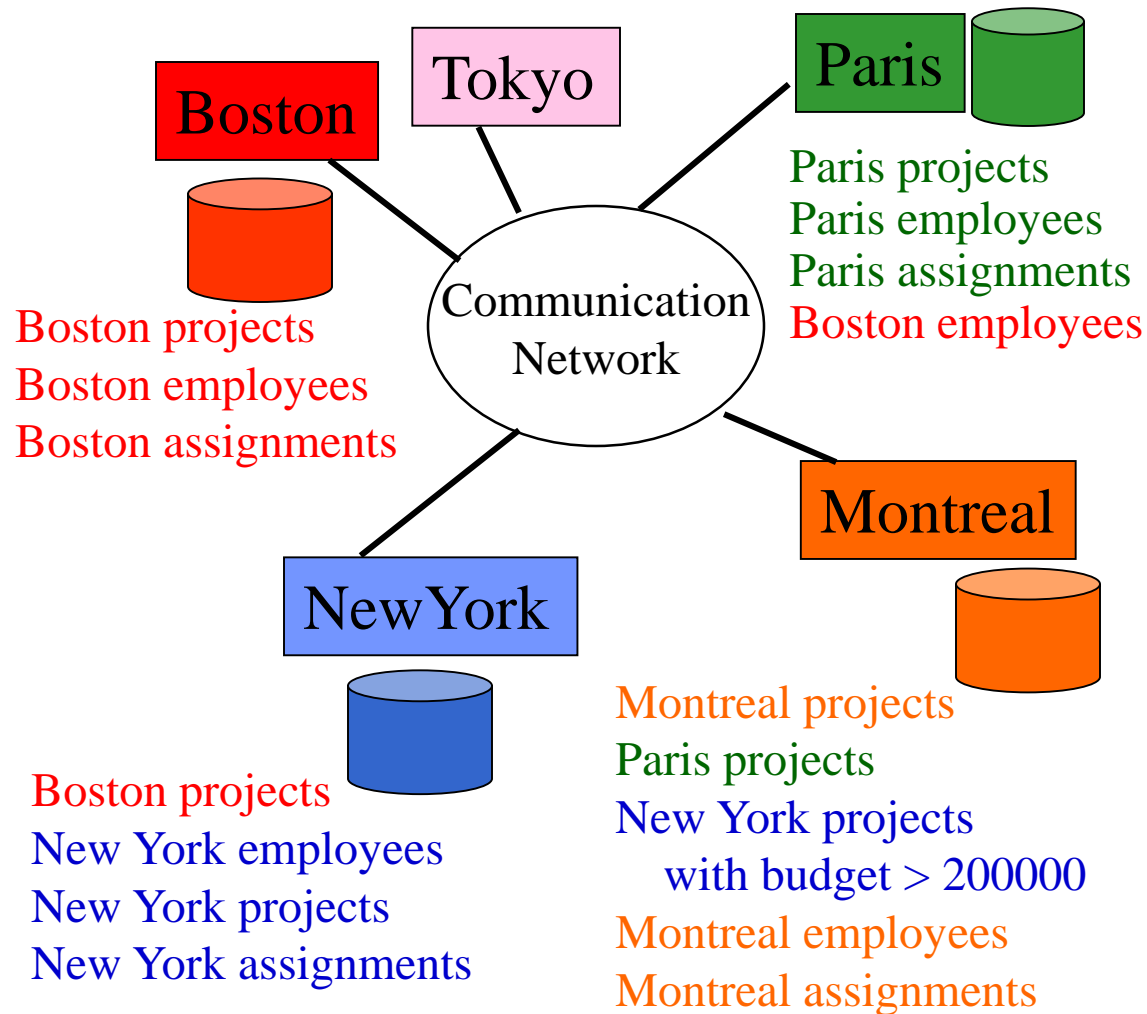 Boston
Tokyo
Paris
Paris projects
Paris employees
Paris assignments
Boston employees
Communication
Network
Boston projects
Boston employees
Boston assignments
Montreal
New York
Montreal projects
Paris projects
New York projects
with budget > 200000
Montreal employees
Montreal assignments
Boston projects
New York employees
New York projects
New York assignments